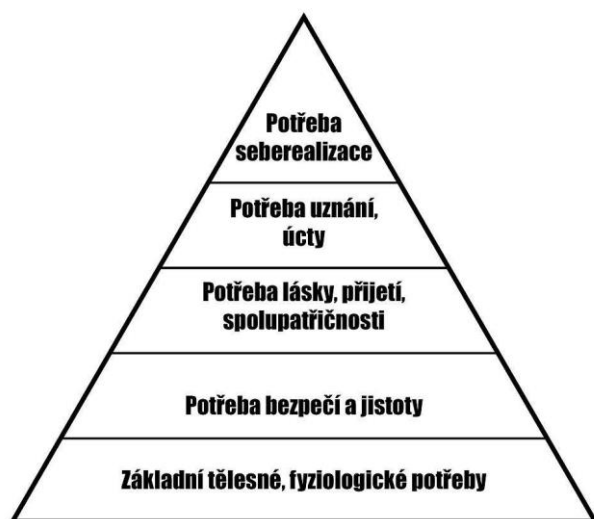 Potřeba
seberealizace
Potřeba uznání,
úcty
Potřeba lásky, přijetí,
spolupatřičnosti
Potřeba bezpečí a jistoty
Základní tělesné, fyziologické potřeby